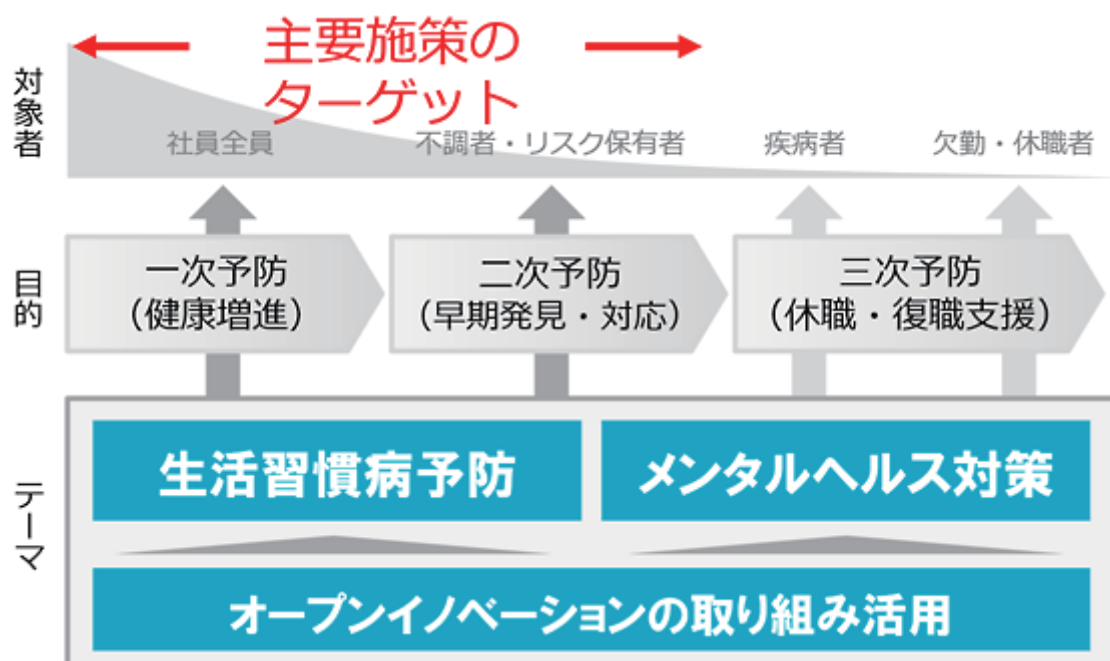 主要施策の
ターゲット
対象者
社員全員
不調者・リスク保有者
疾病者
欠勤・休職者
目的
一次予防
(健康増進)
二次予防
(早期発見・対応)
三次予防
(休職・復職支援)
テーマ
生活習慣病予防
メンタルヘルス対策
オープンイノベーションの取り組み活用